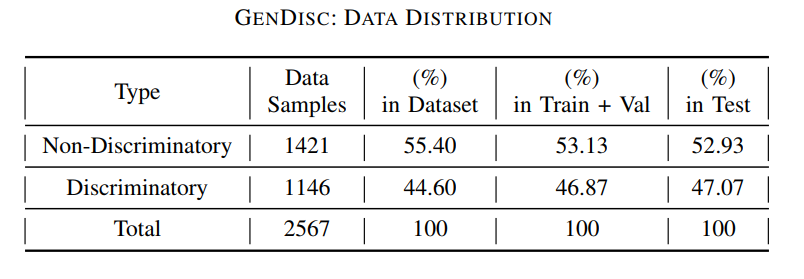 GENDISC: DATA DISTRIBUTION
Type Data Samples (%) in Dataset (%) in Train + Val (%) in Test
Non-Discriminatory 1421 55.40 53.13 52.93
Discriminatory 1146 44.60 46.87 47.07
Total 2567 100 100 100